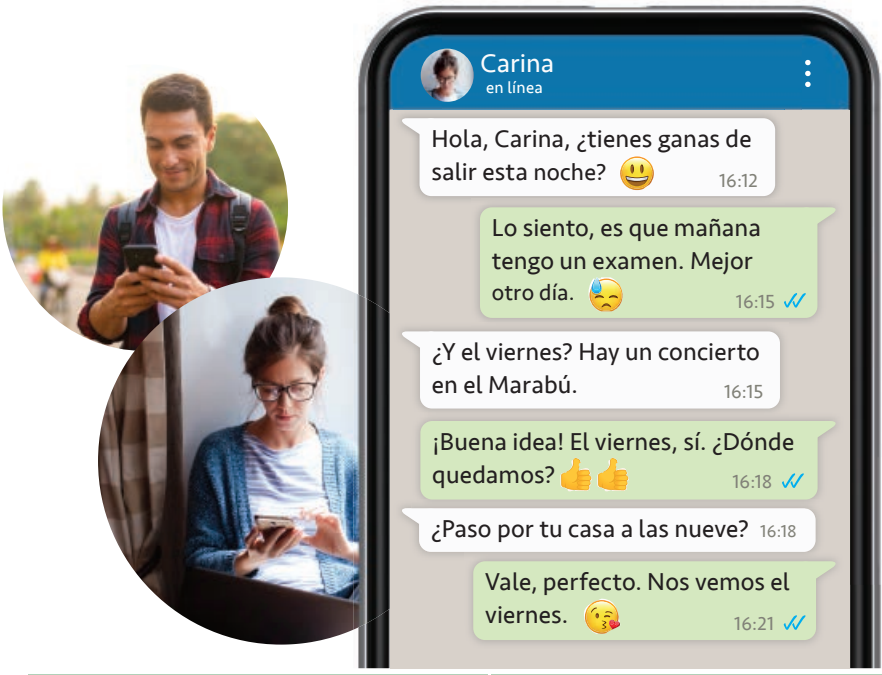 Carina
en línea
Hola, Carina, ¿tienes ganas de
salir esta noche? 😃 16:12
Lo siento, es que mañana
tengo un examen. Mejor
otro día. 😓 16:15
¿Y el viernes? Hay un concierto
en el Marabú. 16:15
¡Buena idea! El viernes, sí. ¿Dónde
quedamos? 👍👍 16:18
¿Paso por tu casa a las nueve? 16:18
Vale, perfecto. Nos vemos el
viernes. 😘 16:21